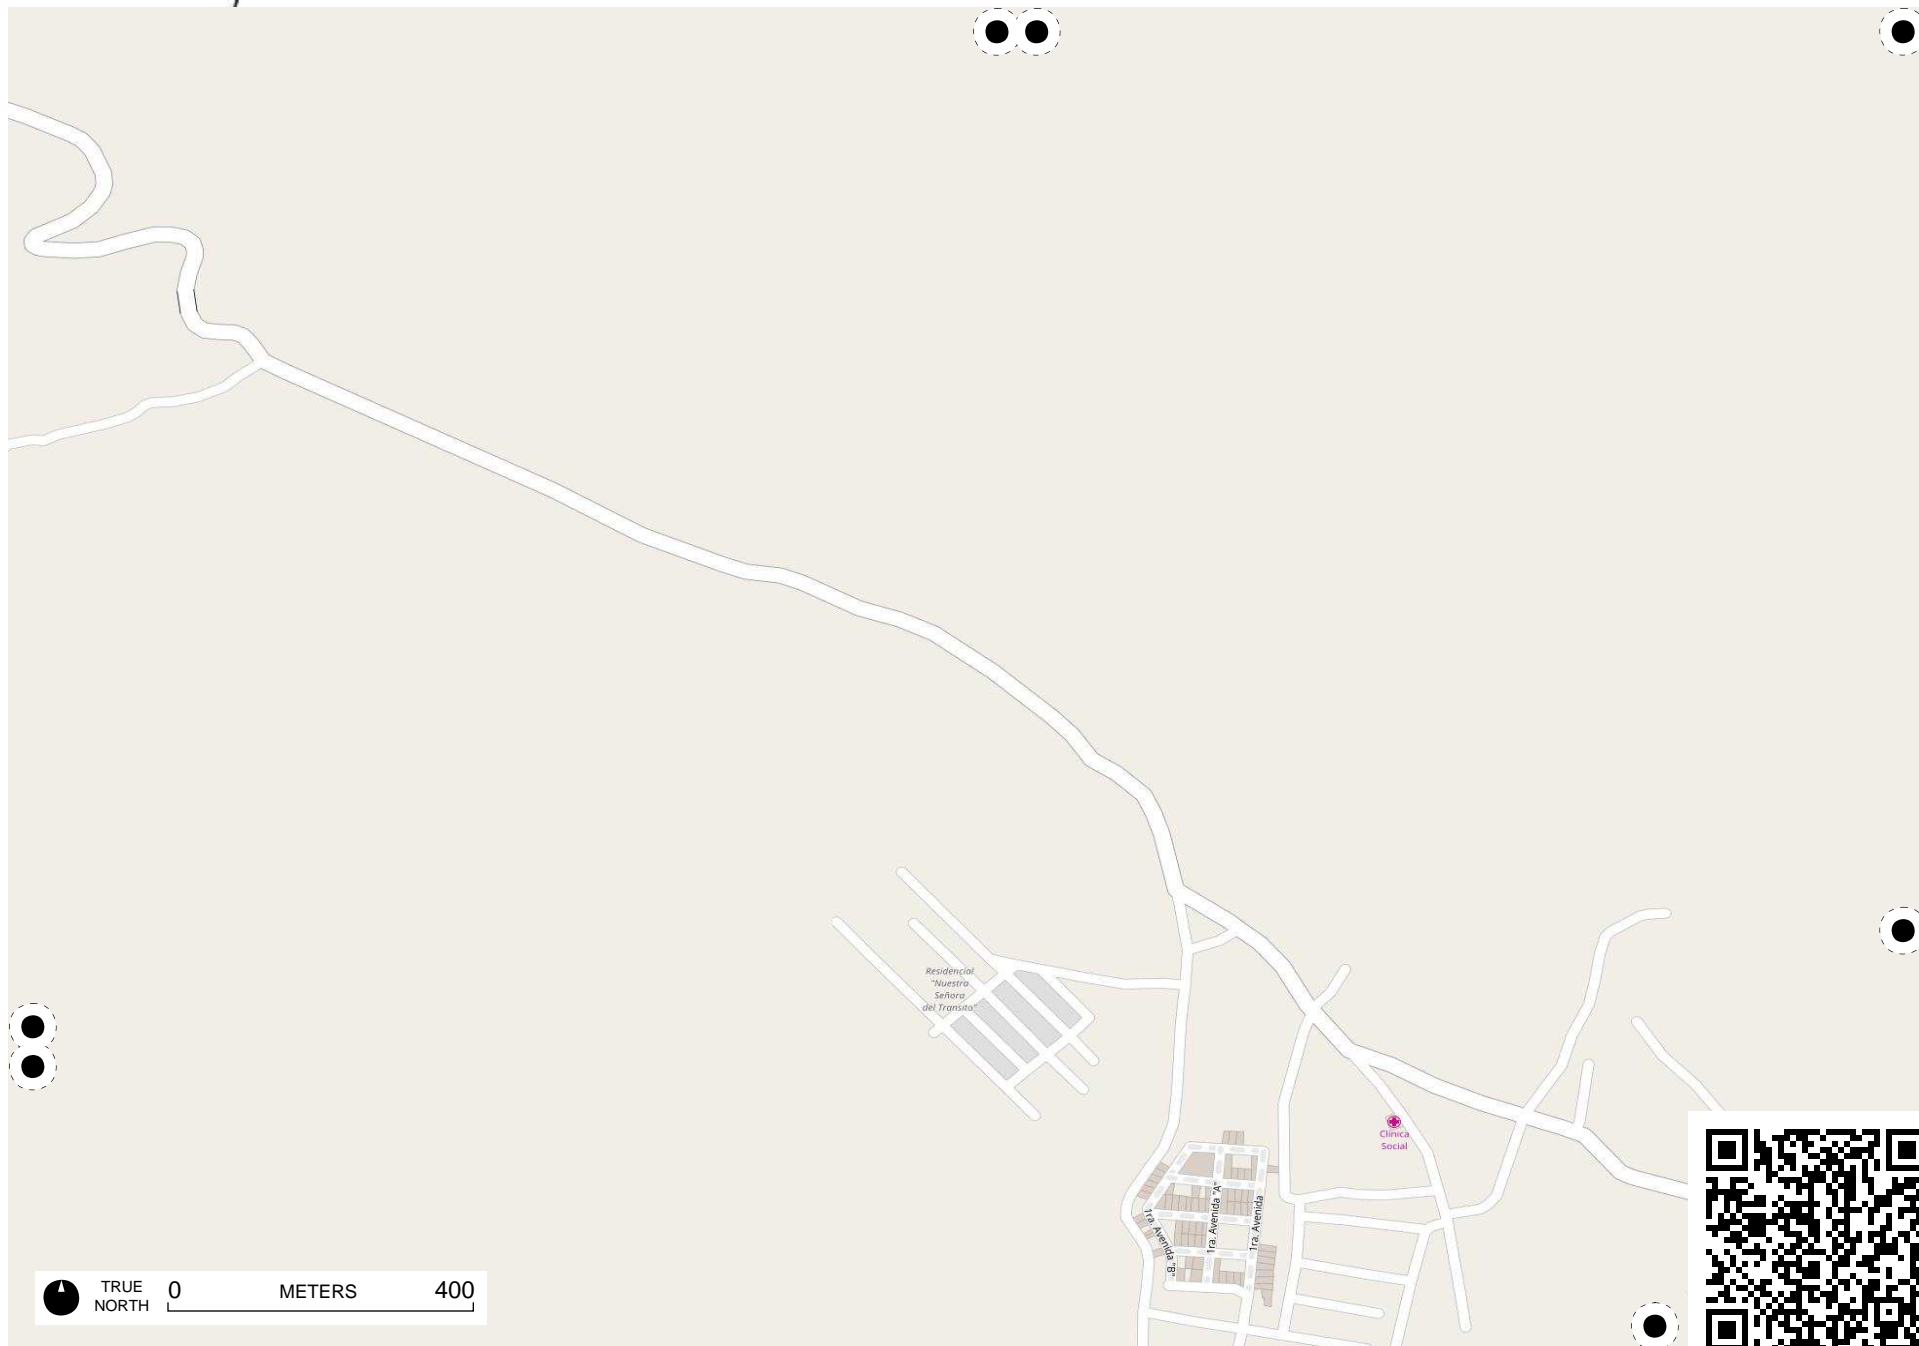 Residencial
"Nuestra
Señora
del Transito"
Clínica
Social
1ra. Avenida "A"
1ra. Avenida
1ra. Avenida "B"
TRUE
NORTH
0 METERS 400